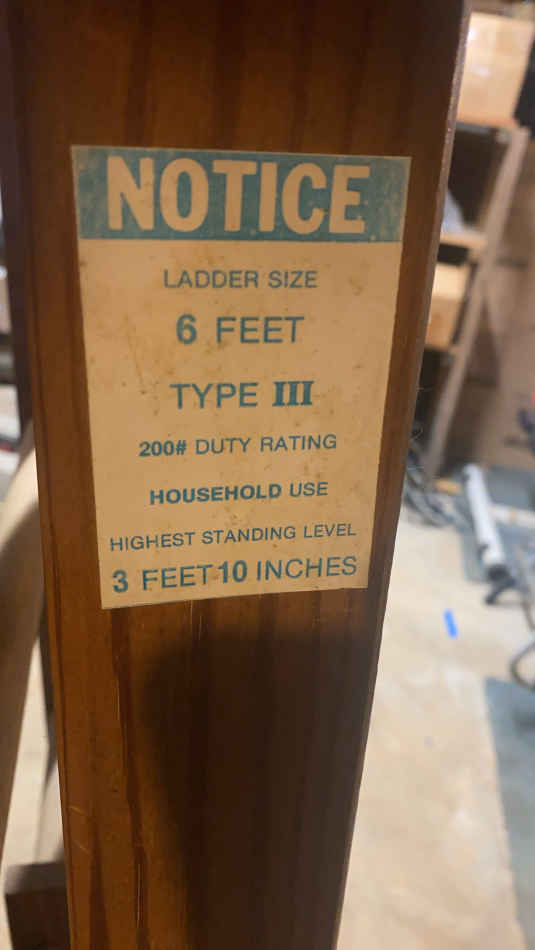 NOTICE
LADDER SIZE
6 FEET
TYPE III
200# DUTY RATING
HOUSEHOLD USE
HIGHEST STANDING LEVEL
3 FEET 10 INCHES